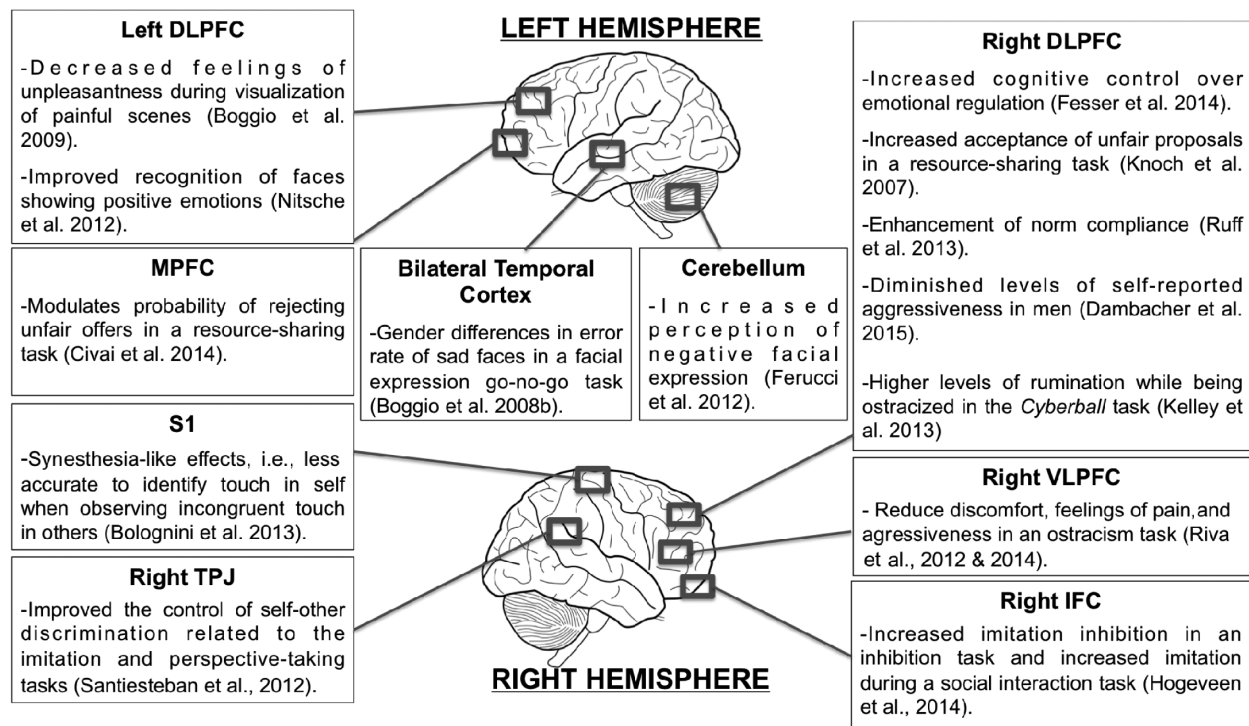 Left DLPFC
-Decreased feelings of
unpleasantness during visualization
of painful scenes (Boggio et al.
2009).
-Improved recognition of faces
showing positive emotions (Nitsche
et al. 2012).
MPFC
-Modulates probability of rejecting
unfair offers in a resource-sharing
task (Civai et al. 2014).
S1
-Synesthesia-like effects, i.e., less
accurate to identify touch in self
when observing incongruent touch
in others (Bolognini et al. 2013).
Right TPJ
-Improved the control of self-other
discrimination related to the
imitation and perspective-taking
tasks (Santiesteban et al., 2012).
LEFT HEMISPHERE
Bilateral Temporal
Cortex
-Gender differences in error
rate of sad faces in a facial
expression go-no-go task
(Boggio et al. 2008b).
Cerebellum
-Increased
perception of
negative facial
expression (Ferucci
et al. 2012).
RIGHT HEMISPHERE
Right DLPFC
-Increased cognitive control over
emotional regulation (Fesser et al. 2014).
-Increased acceptance of unfair proposals
in a resource-sharing task (Knoch et al.
2007).
-Enhancement of norm compliance (Ruff
et al. 2013).
-Diminished levels of self-reported
aggressiveness in men (Dambacher et al.
2015).
-Higher levels of rumination while being
ostracized in the Cyberball task (Kelley et
al. 2013)
Right VLPFC
- Reduce discomfort, feelings of pain, and
agressiveness in an ostracism task (Riva
et al., 2012 & 2014).
Right IFC
-Increased imitation inhibition in an
inhibition task and increased imitation
during a social interaction task (Hogeveen
et al., 2014).